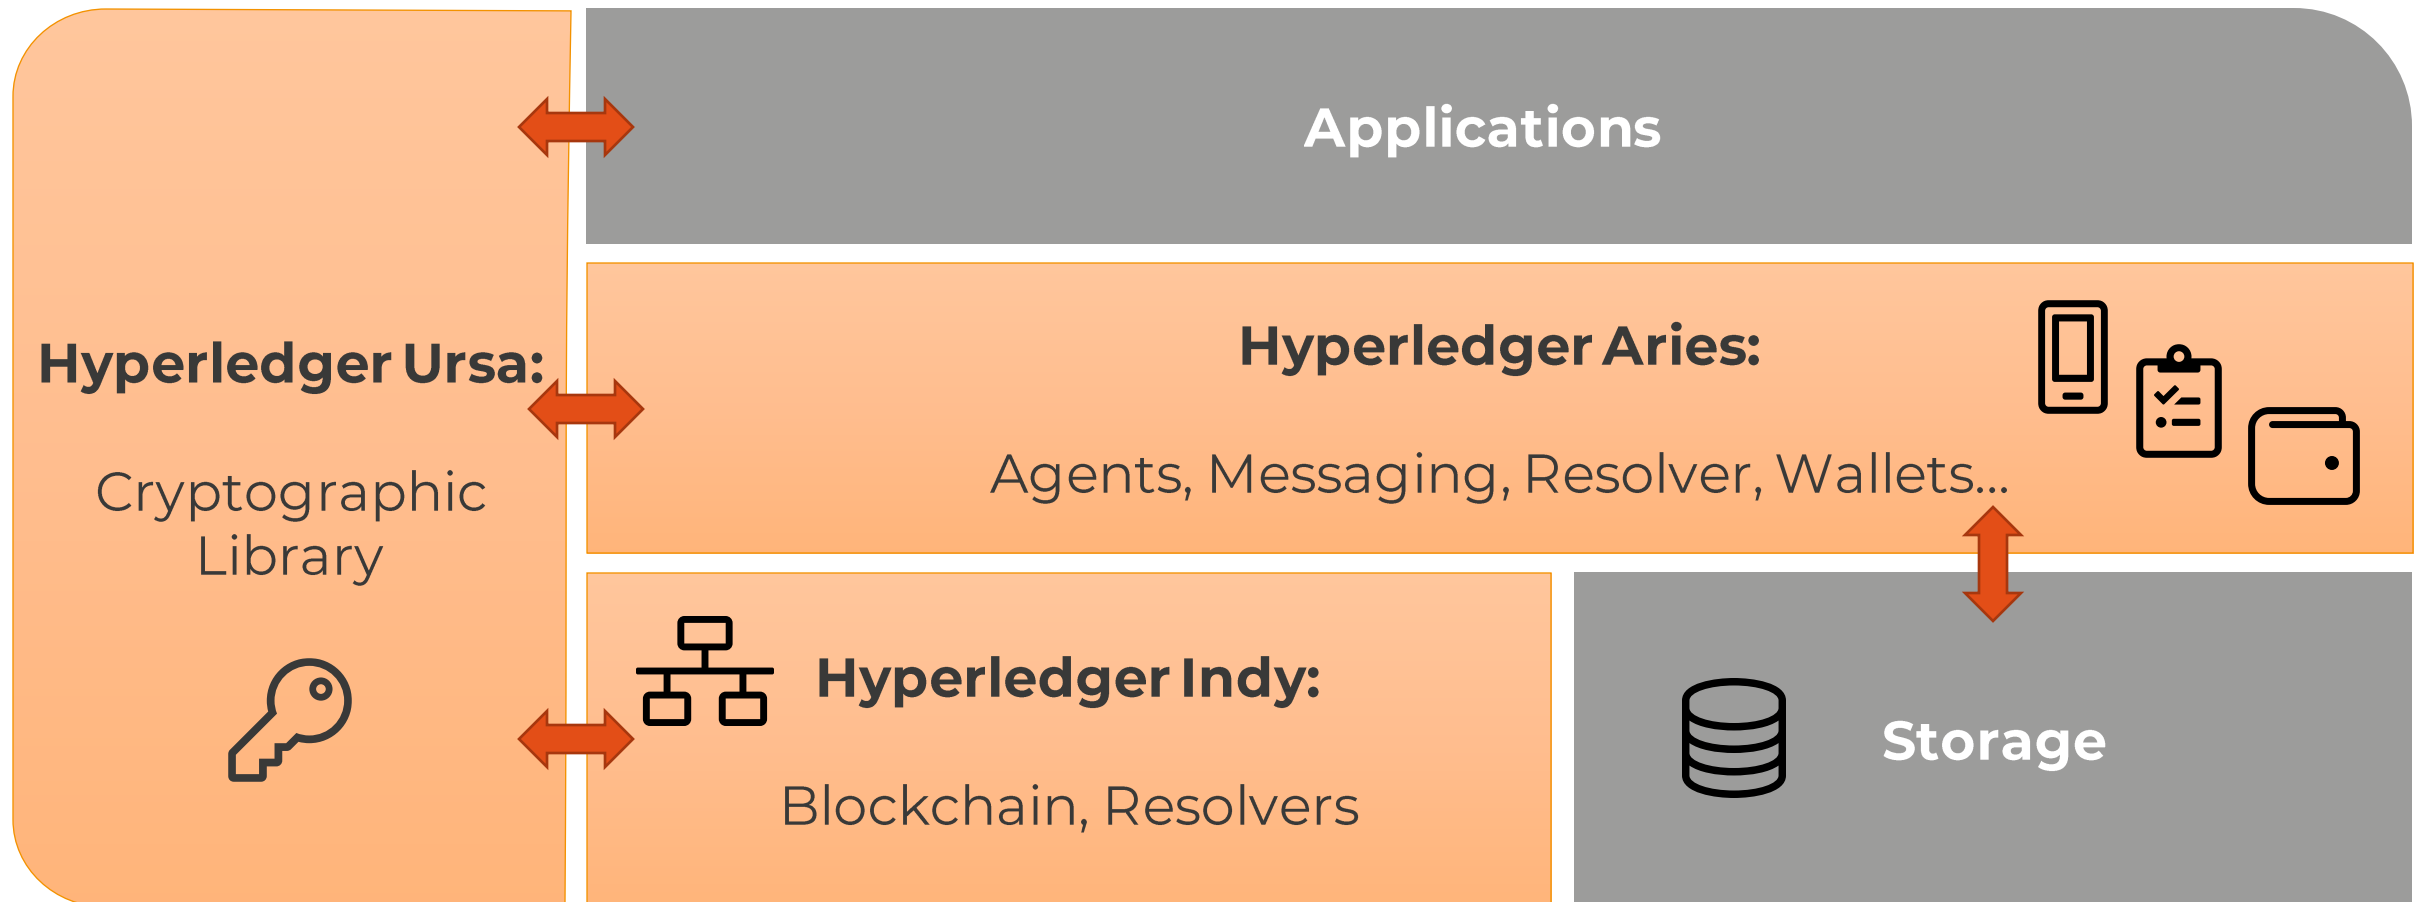 Hyperledger Ursa:
Cryptographic
Library
Applications
Hyperledger Aries:
Agents, Messaging, Resolver, Wallets...
Hyperledger Indy:
Blockchain, Resolvers
Storage